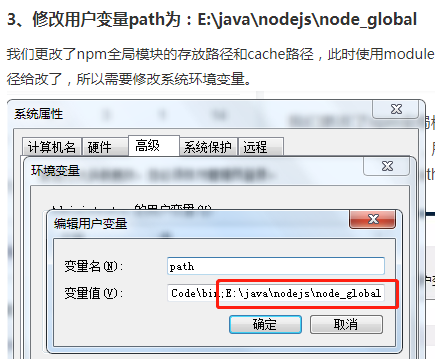 3、修改用户变量path为：E:\java\nodejs\node_global
我们更改了npm全局模块的存放路径和cache路径，此时使用module
径给改了，所以需要修改系统环境变量。
系统属性
计算机名 硬件 高级 系统保护 远程
环境变量
的用户变量(U)
编辑用户变量
变量名(N): path
变量值(V): Code\bin;E:\java\nodejs\node_global
确定 取消